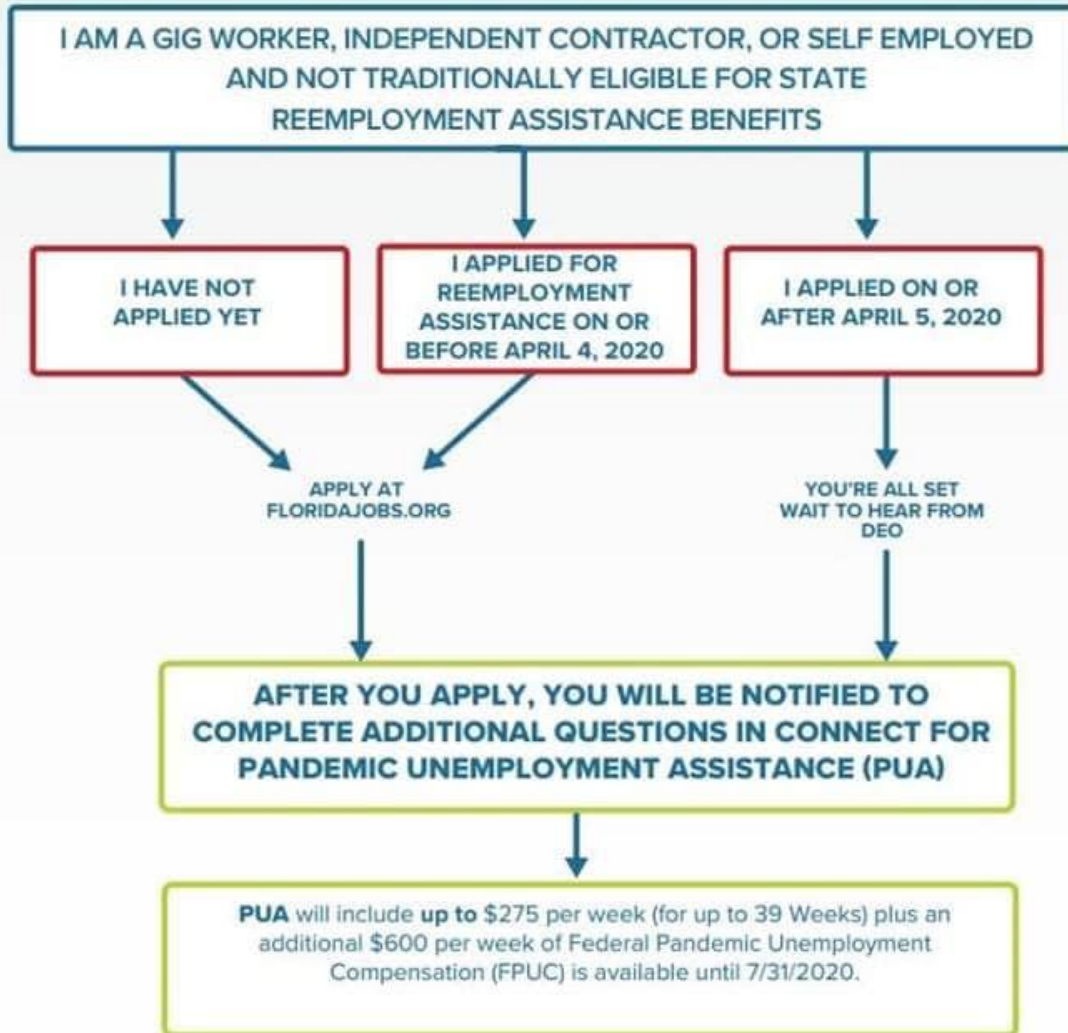 I AM A GIG WORKER, INDEPENDENT CONTRACTOR, OR SELF EMPLOYED
AND NOT TRADITIONALLY ELIGIBLE FOR STATE
REEMPLOYMENT ASSISTANCE BENEFITS
I HAVE NOT
APPLIED YET
I APPLIED FOR
REEMPLOYMENT
ASSISTANCE ON OR
BEFORE APRIL 4, 2020
I APPLIED ON OR
AFTER APRIL 5, 2020
APPLY AT
FLORIDAJOBS.ORG
YOU'RE ALL SET
WAIT TO HEAR FROM
DEO
AFTER YOU APPLY, YOU WILL BE NOTIFIED TO
COMPLETE ADDITIONAL QUESTIONS IN CONNECT FOR
PANDEMIC UNEMPLOYMENT ASSISTANCE (PUA)
PUA will include up to $275 per week (for up to 39 Weeks) plus an
additional $600 per week of Federal Pandemic Unemployment
Compensation (FPUC) is available until 7/31/2020.